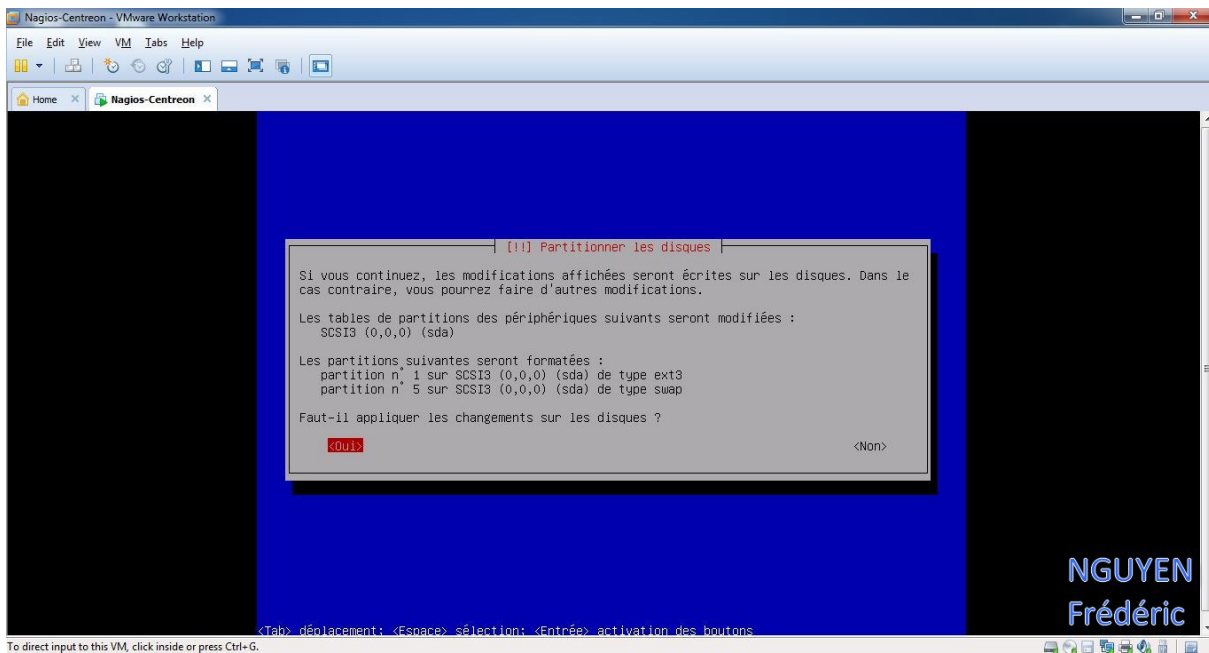 Nagios-Centreon - VMware Workstation
File Edit View VM Tabs Help
Home Nagios-Centreon
[!!] Partitionner les disques
Si vous continuez, les modifications affichées seront écrites sur les disques. Dans le
cas contraire, vous pourrez faire d'autres modifications.
Les tables de partitions des périphériques suivants seront modifiées :
SCSI3 (0,0,0) (sda)
Les partitions suivantes seront formatées :
partition n° 1 sur SCSI3 (0,0,0) (sda) de type ext3
partition n° 5 sur SCSI3 (0,0,0) (sda) de type swap
Faut-il appliquer les changements sur les disques ?
<Oui> <Non>
NGUYEN
Frédéric
<Tab> déplacement; <Espace> sélection; <Entrée> activation des boutons
To direct input to this VM, click inside or press Ctrl+G.